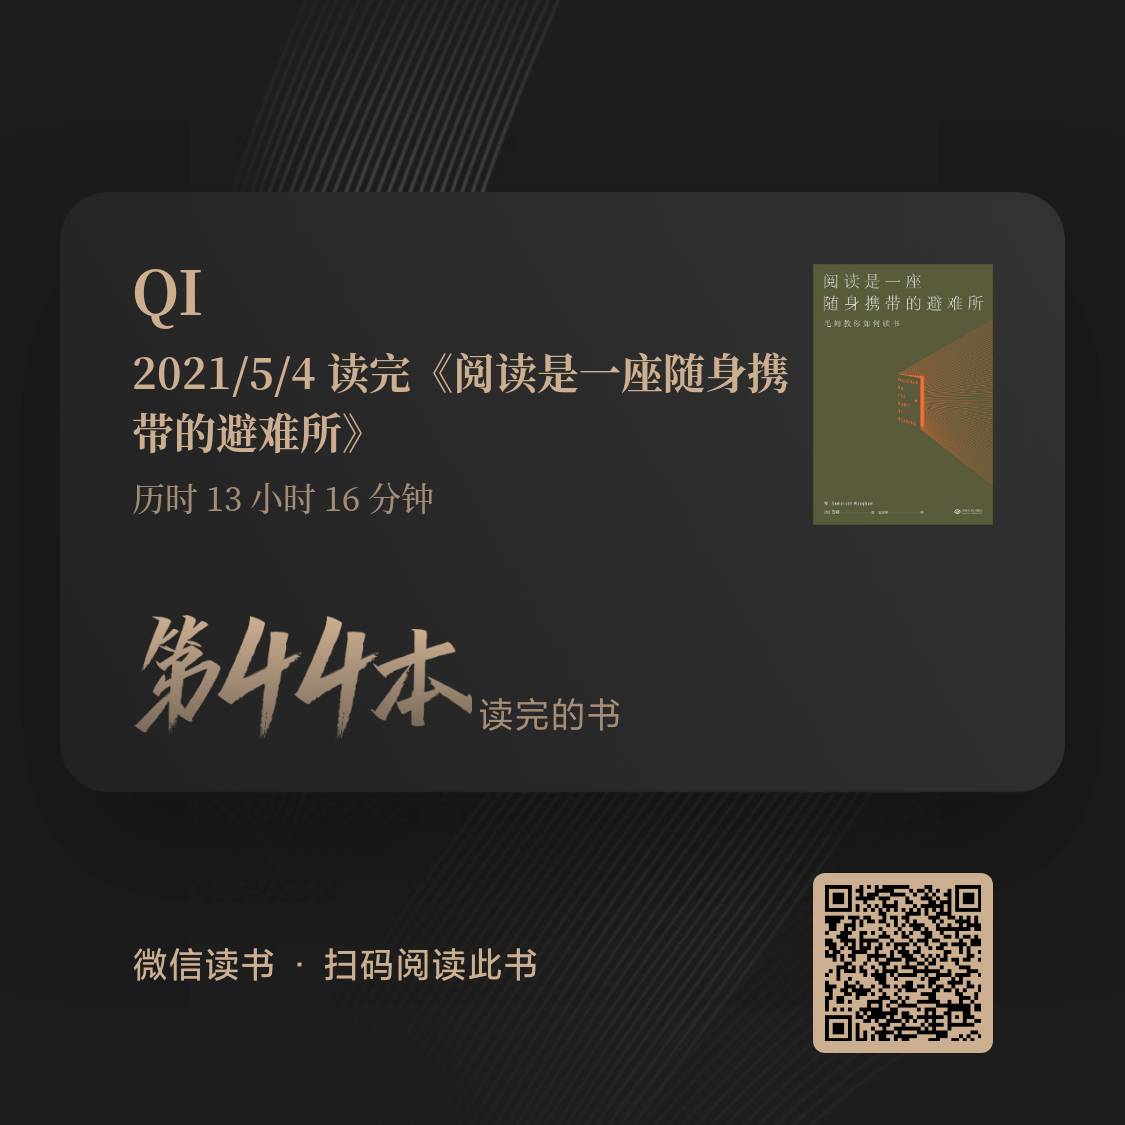 QI
2021/5/4 读完《阅读是一座随身携
带的避难所》
历时 13 小时 16 分钟
阅读是一座
随身携带的避难所
毛姆教你如何读书
W. Somerset Maugham
第44本读完的书
微信读书 · 扫码阅读此书